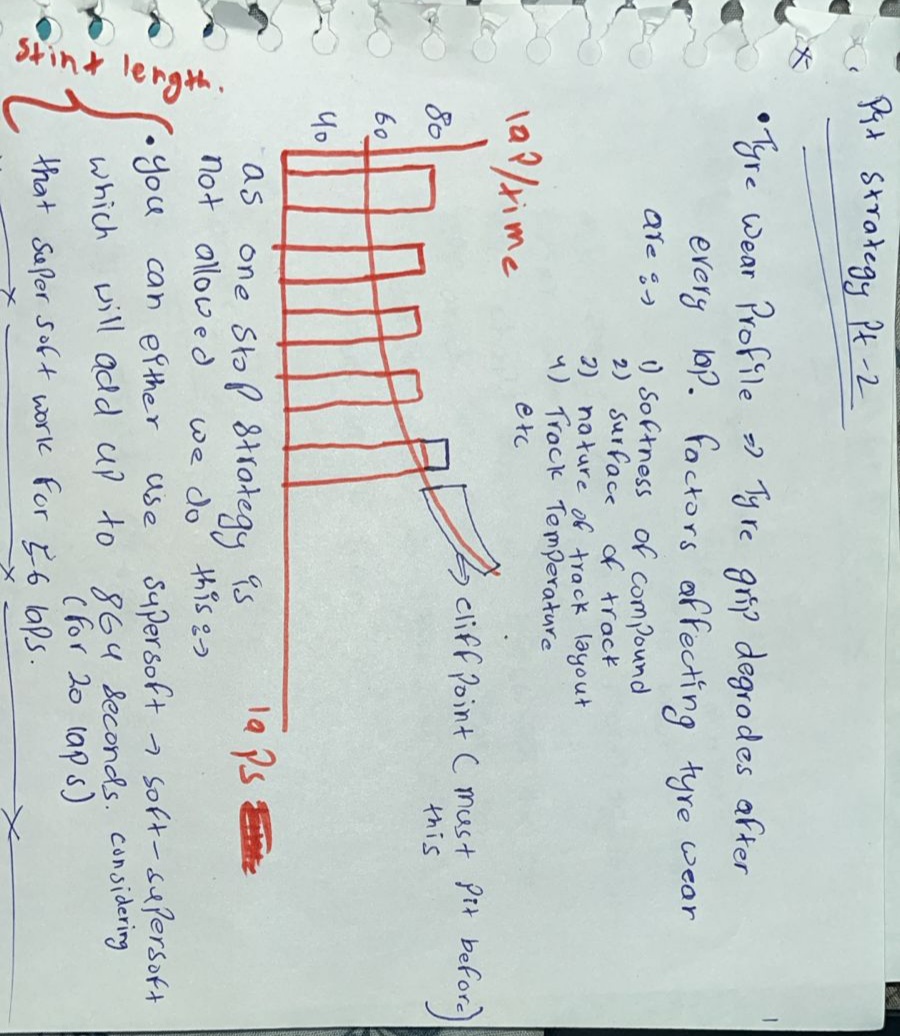 Pit strategy Pt-2
*
• Tyre wear Profile => Tyre grip degrades after
every lap. factors affecting tyre wear
are :->
1) Softness of compound
2) surface of track
2) nature of track layout
4) Track Temperature
etc
lap/time
80
60
40
cliff point (must pit before)
this
laps
as one stop strategy is
not allowed we do this :->
stint length.
• you can either use supersoft -> soft-supersoft
which will add up to 864 seconds. considering
(for 20 laps)
that super soft work for ≤6 laps.